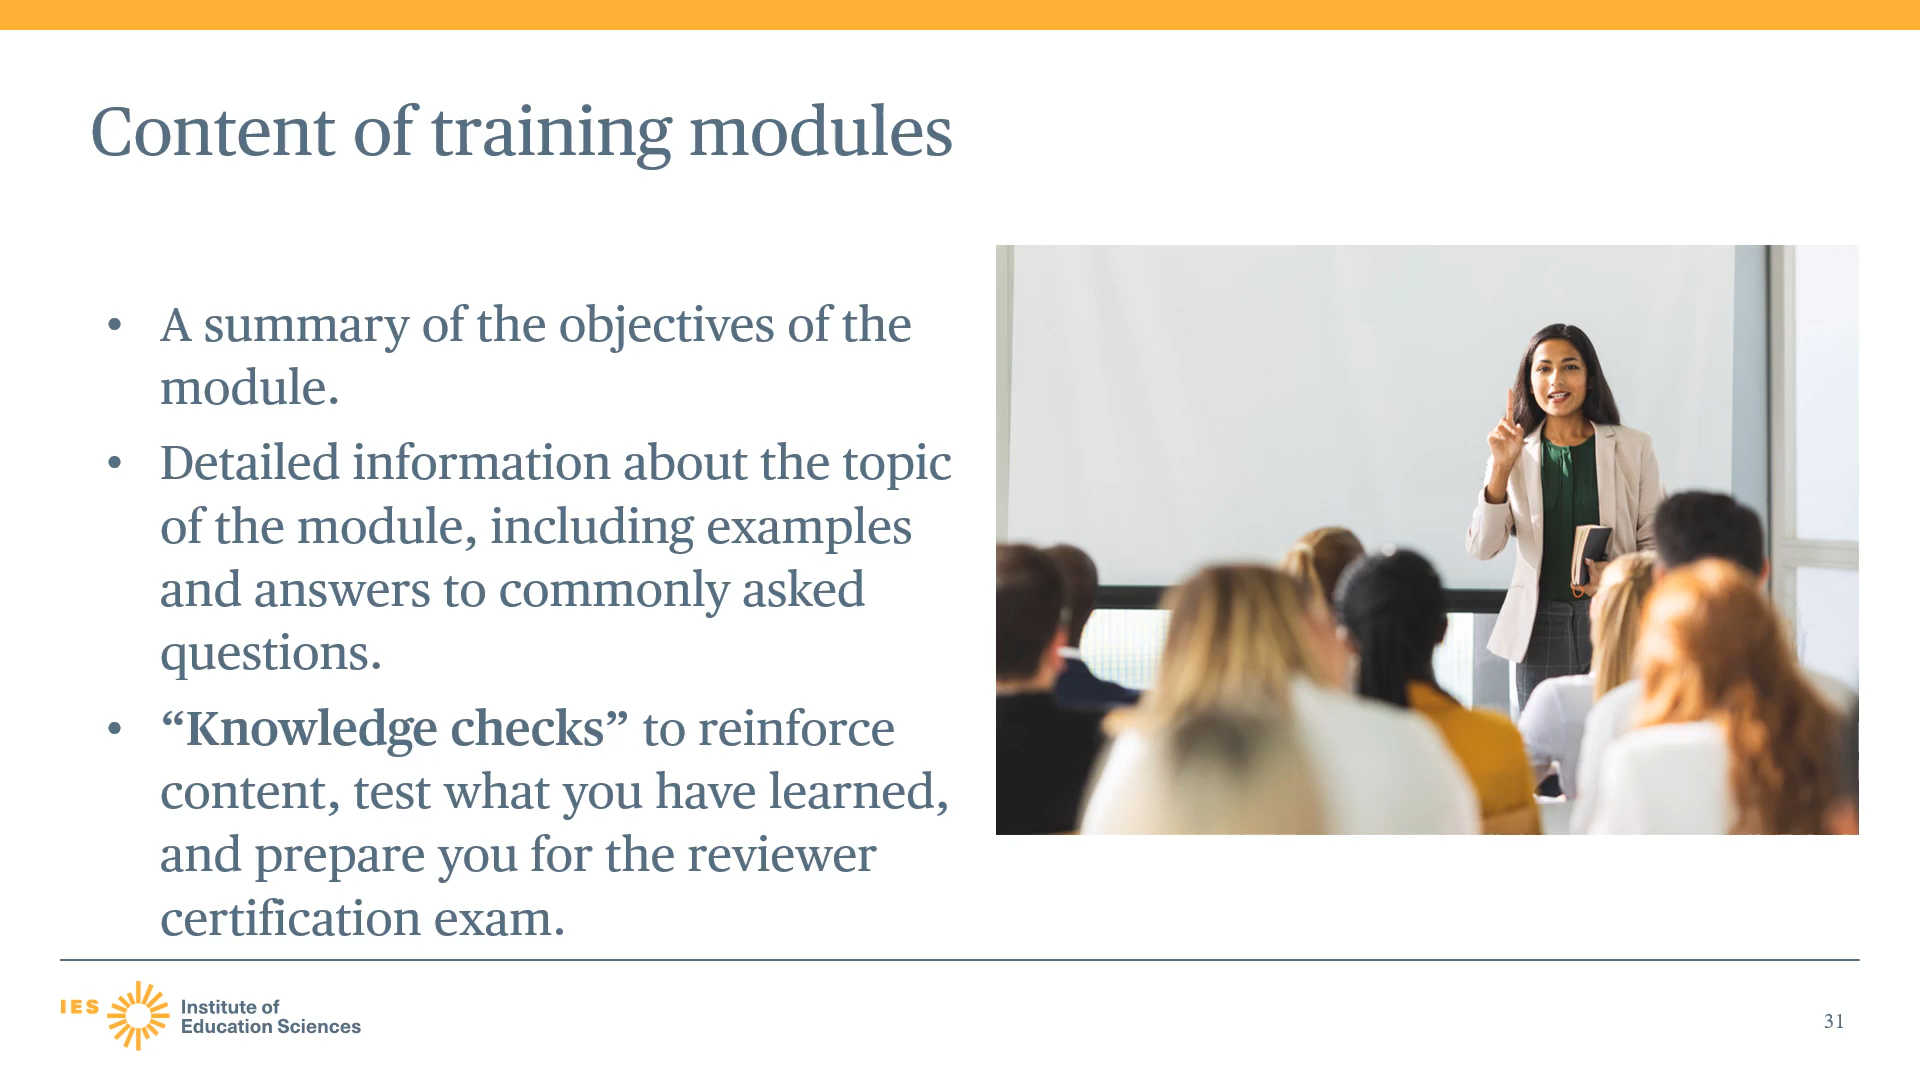 Content of training modules
• A summary of the objectives of the
module.
• Detailed information about the topic
of the module, including examples
and answers to commonly asked
questions.
• “Knowledge checks” to reinforce
content, test what you have learned,
and prepare you for the reviewer
certification exam.
IES
Institute of
Education Sciences
31